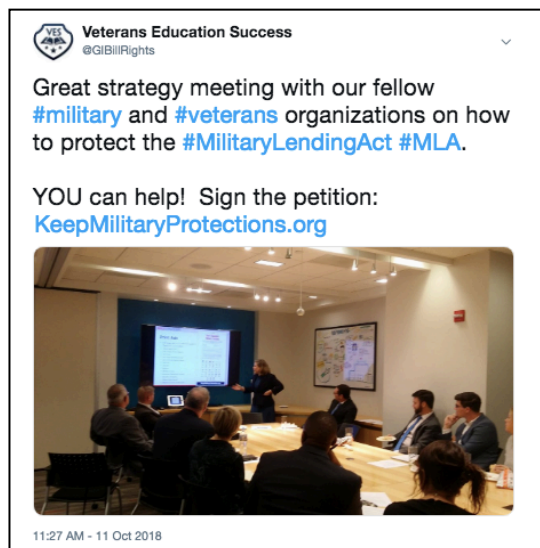 VES
Veterans Education Success
@GIBillRights
Great strategy meeting with our fellow
#military and #veterans organizations on how
to protect the #MilitaryLendingAct #MLA.
YOU can help! Sign the petition:
KeepMilitaryProtections.org
11:27 AM - 11 Oct 2018